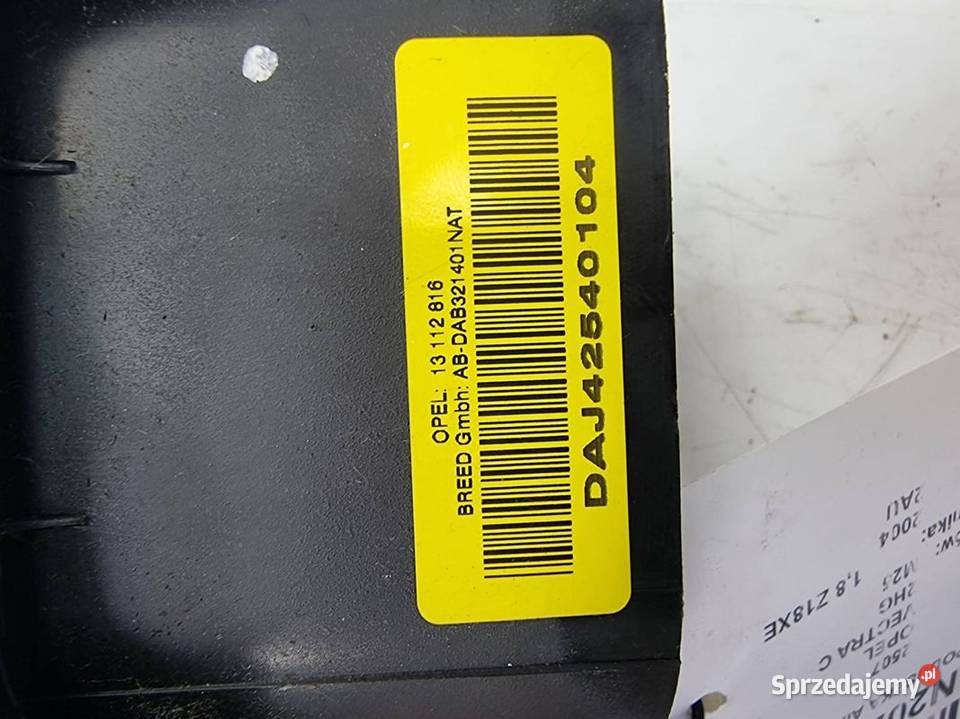 OPEL: 13 112 816
BREED Gmbh: AB-DAB321401NAT
DAJ42540104
2507
OPEL
VECTRA C
2HG
M25
1,8 Z18XE
2004
2AU
Sprzedajemy.pl